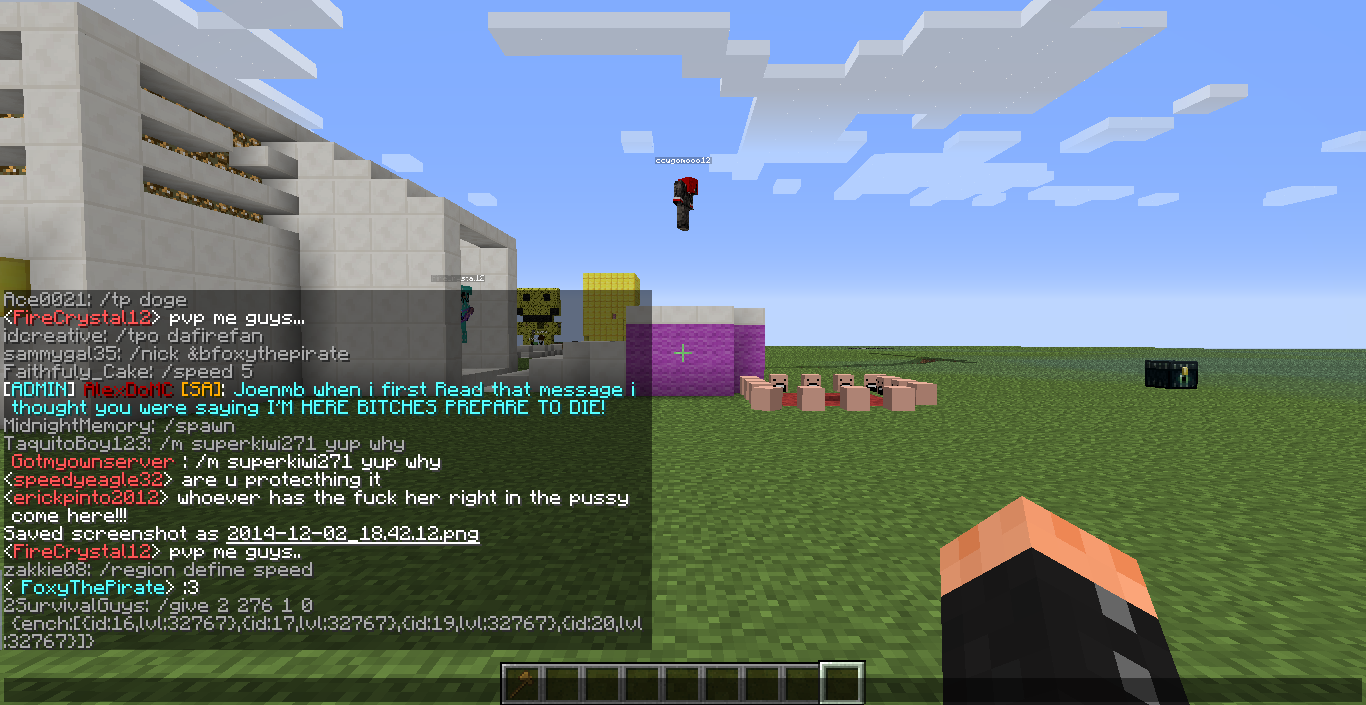 ccugomooo12
Ace0021: /tp doge
<FireCrystal12> pvp me guys...
idcreative: /tpo dafirefan
sammygal35: /nick &bfoxythepirate
Faithfuly_Cake: /speed 5
[ADMIN] AlexDoMC [SA]: Joenmb when i first Read that message i
thought you were saying I'M HERE BITCHES PREPARE TO DIE!
MidnightMemory: /spawn
TaquitoBoy123: /m superkiwi271 yup why
Gotmyownserver : /m superkiwi271 yup why
<speedyeagle32> are u protecthing it
<erickpinto2012> whoever has the fuck her right in the pussy
come here!!!
Saved screenshot as 2014-12-02_18.42.12.png
<FireCrystal12> pvp me guys..
zakkie08: /region define speed
< FoxyThePirate> :3
2SurvivalGuys: /give 2 276 1 0
{ench:[{id:16,lvl:32767},{id:17,lvl:32767},{id:19,lvl:32767},{id:20,lvl
:32767}]}